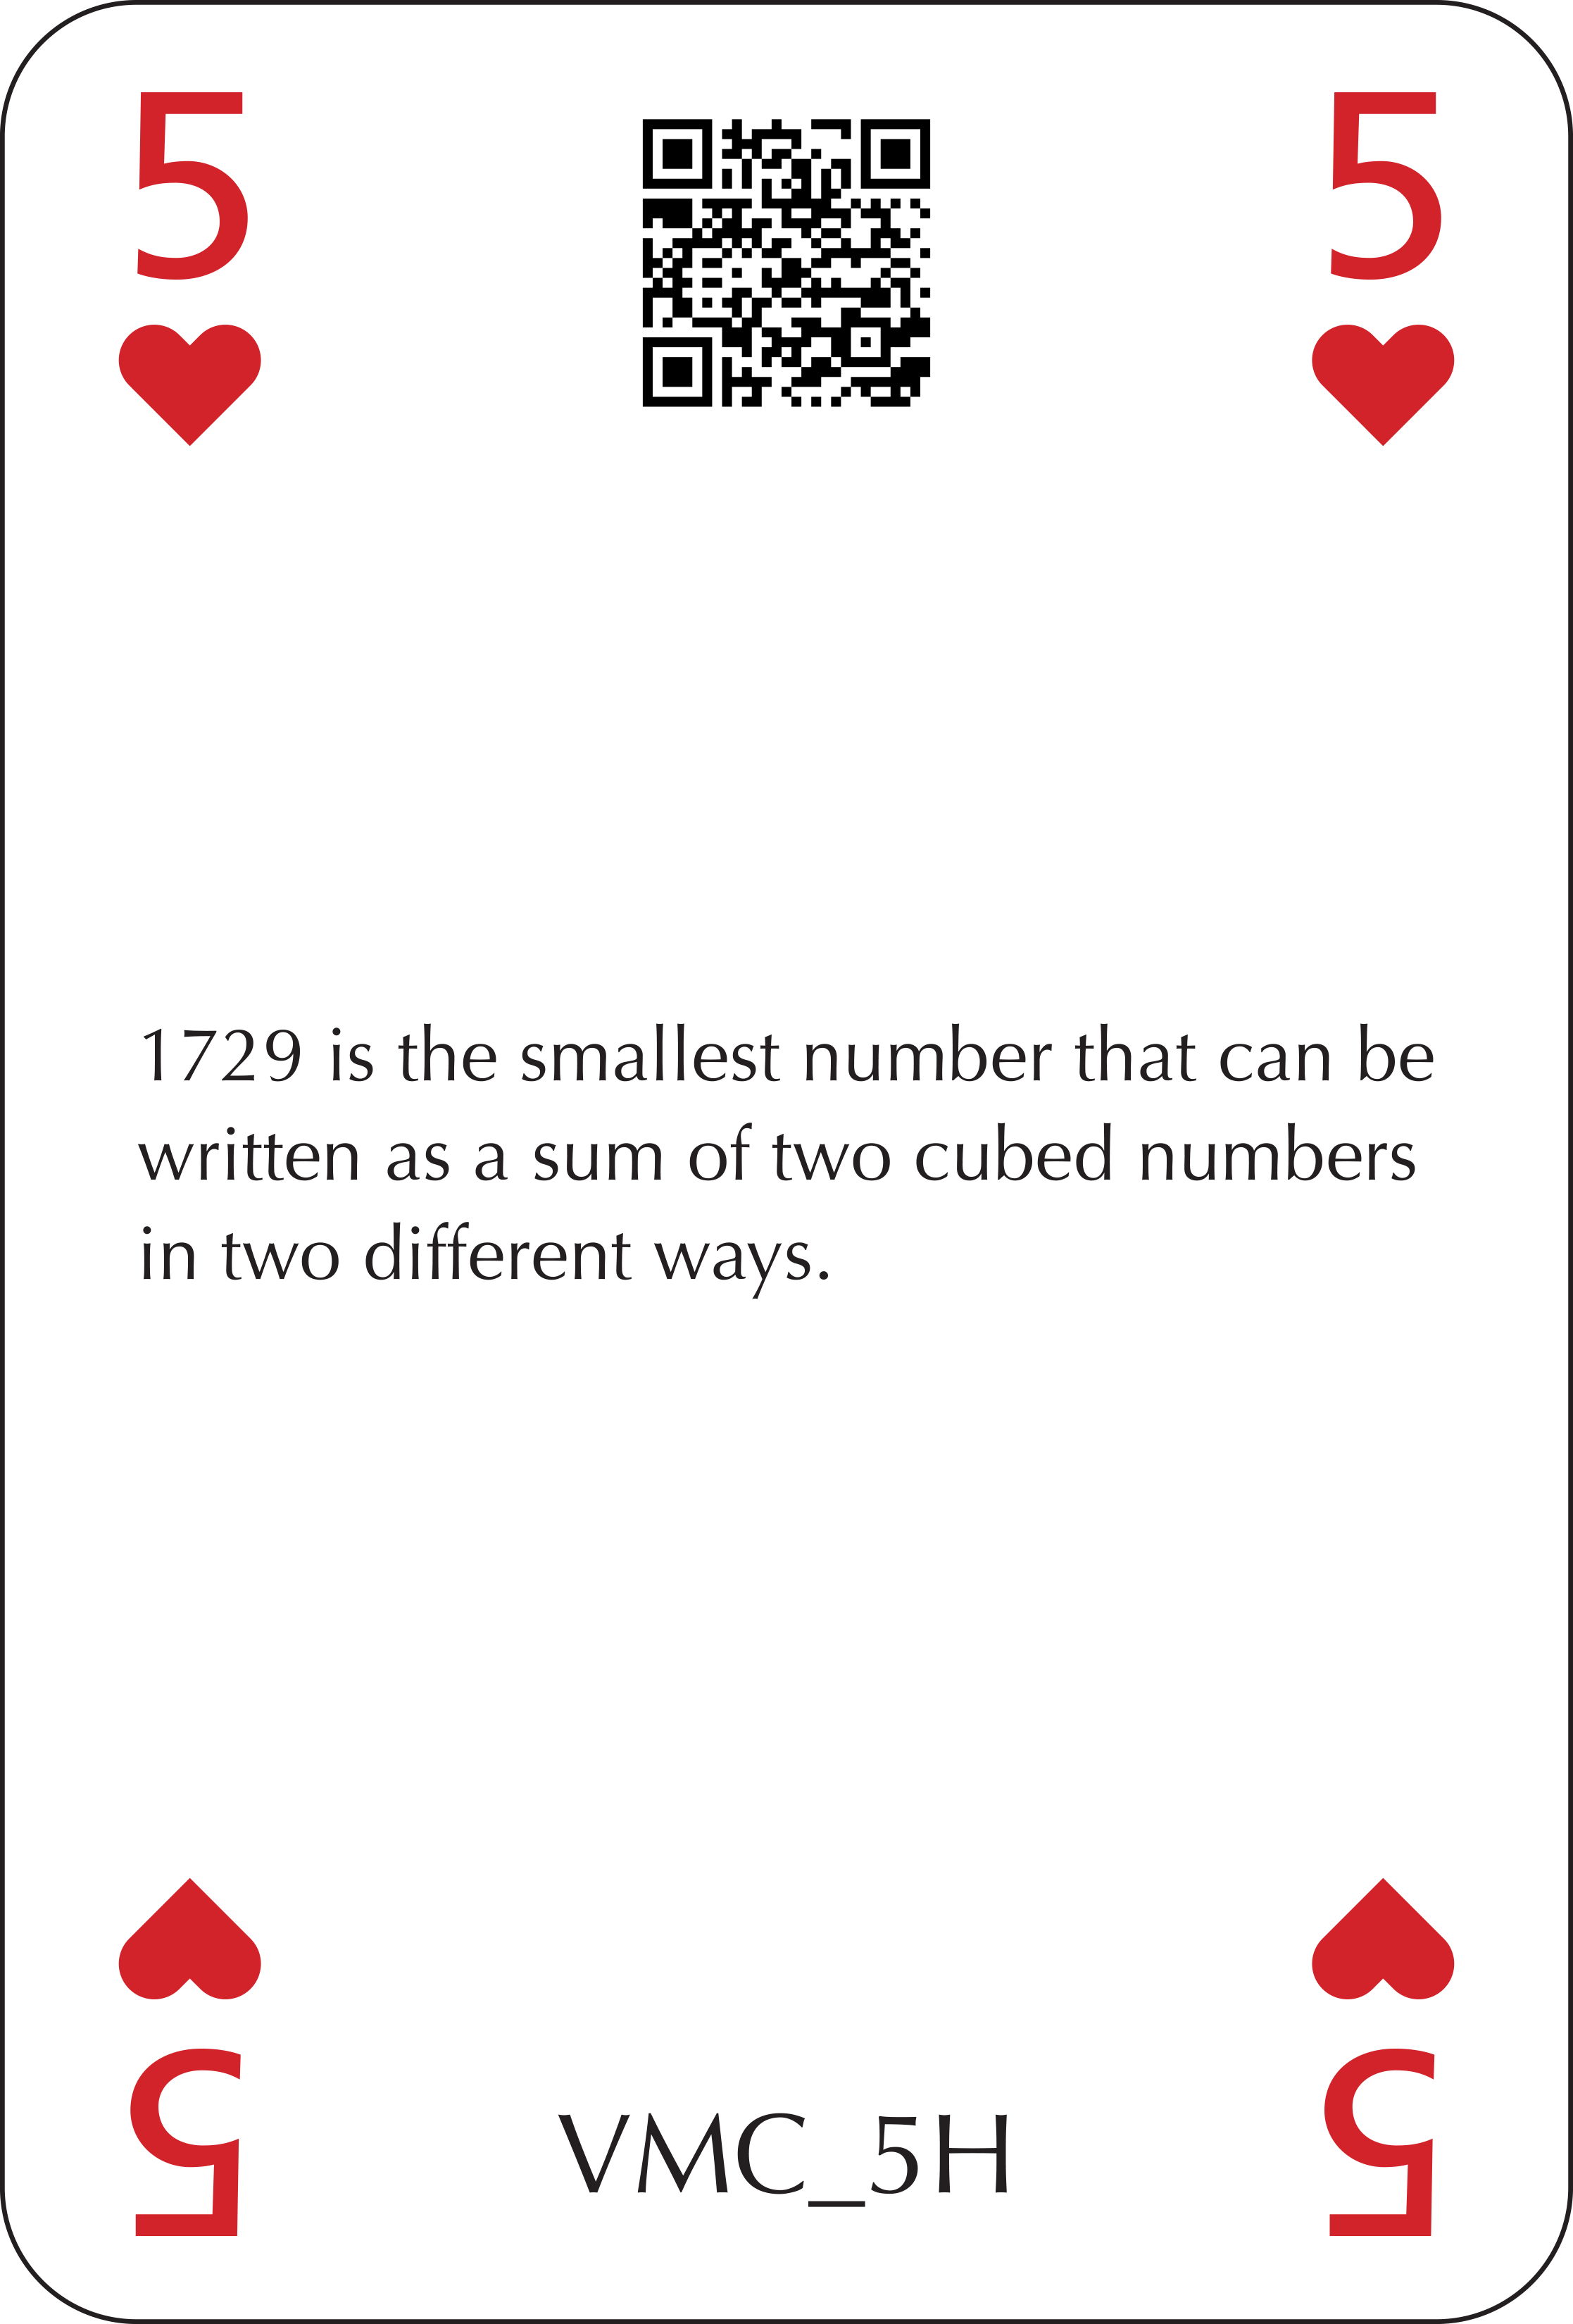 5 5
1729 is the smallest number that can be
written as a sum of two cubed numbers
in two different ways.
5 VMC_5H 5